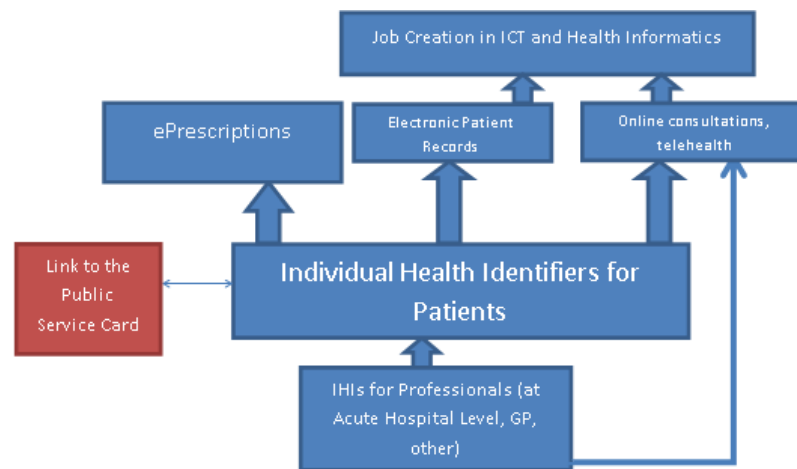 Job Creation in ICT and Health Informatics
ePrescriptions
Electronic Patient
Records
Online consultations,
telehealth
Link to the
Public
Service Card
Individual Health Identifiers for
Patients
IHIs for Professionals (at
Acute Hospital Level, GP,
other)